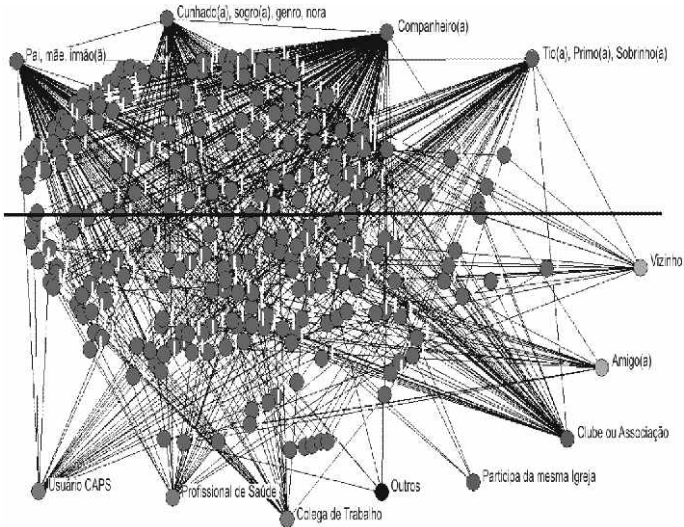 Cunhado(a), sogro(a), genro, nora
Companheiro(a)
Pai, mãe, irmão(ã)
Tio(a), Primo(a), Sobrinho(a)
Vizinho
Amigo(a)
Clube ou Associação
Participa da mesma Igreja
Usuário CAPS
Profissional de Saúde
Outros
Colega de Trabalho